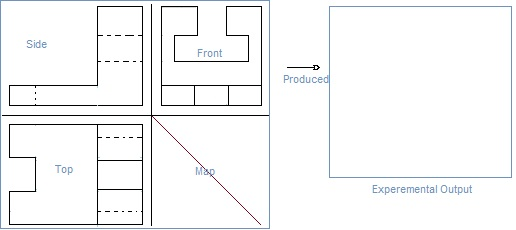 Side
Front
Produced
Top
Map
Experemental Output